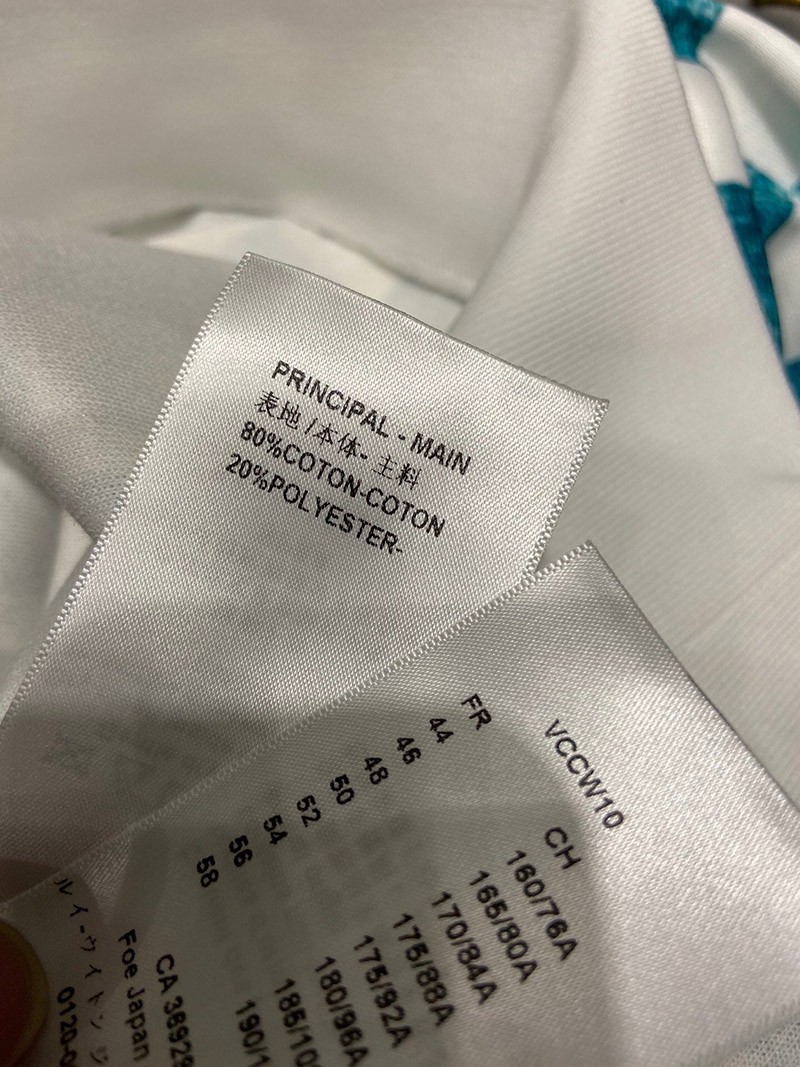 PRINCIPAL - MAIN
表地 /本体- 主料
80%COTON-COTON
20%POLYESTER-
VCCW10
FR CH
44 160/76A
46 165/80A
48 170/84A
50 175/88A
52 175/92A
54 180/96A
56
58
CA
Foe Japan